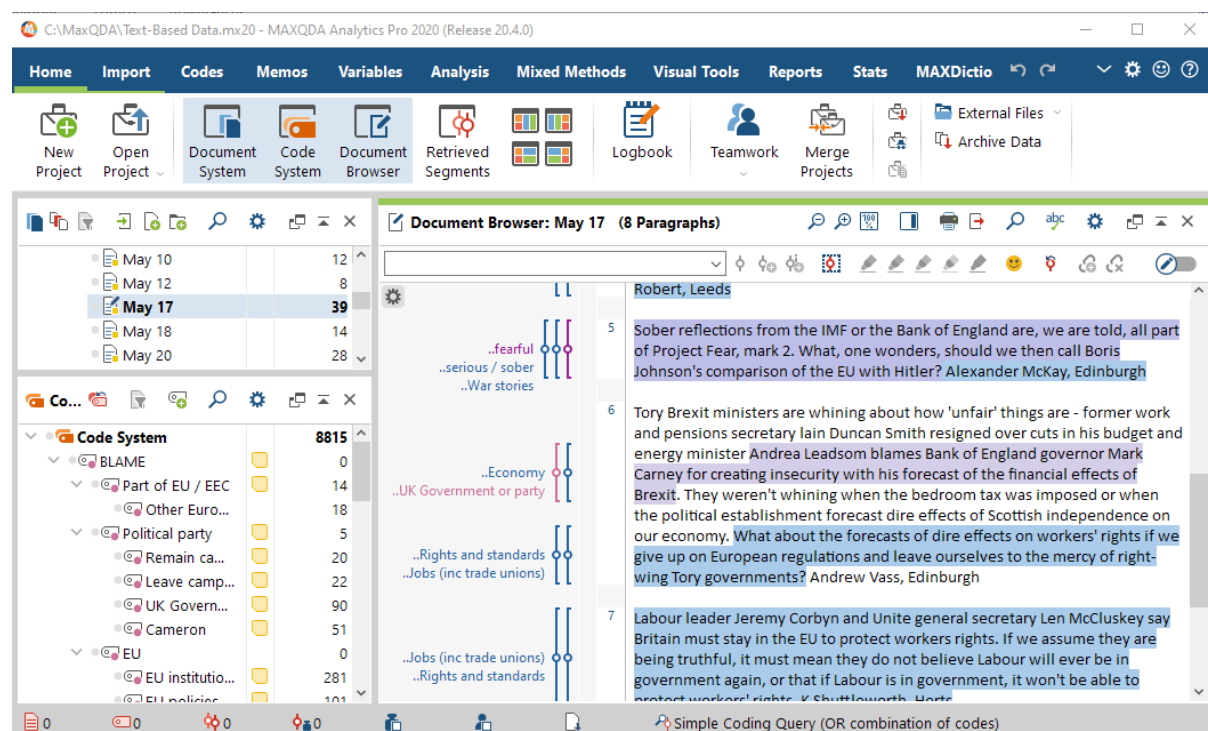 C:\MaxQDA\Text-Based Data.mx20 - MAXQDA Analytics Pro 2020 (Release 20.4.0)
Home Import Codes Memos Variables Analysis Mixed Methods Visual Tools Reports Stats MAXDictio
New Project
Open Project
Document System
Code System
Document Browser
Retrieved Segments
Logbook
Teamwork
Merge Projects
External Files
Archive Data
May 10 12
May 12 8
May 17 39
May 18 14
May 20 28
Co...
Code System 8815
BLAME 0
Part of EU / EEC 14
Other Euro... 18
Political party 5
Remain ca... 20
Leave camp... 22
UK Govern... 90
Cameron 51
EU 0
EU institutio... 281
EU policies 101
Document Browser: May 17 (8 Paragraphs)
100 %
abc
Robert, Leeds
..fearful
..serious / sober
..War stories
5 Sober reflections from the IMF or the Bank of England are, we are told, all part
of Project Fear, mark 2. What, one wonders, should we then call Boris
Johnson's comparison of the EU with Hitler? Alexander McKay, Edinburgh
..Economy
..UK Government or party
..Rights and standards
..Jobs (inc trade unions)
6 Tory Brexit ministers are whining about how 'unfair' things are - former work
and pensions secretary Iain Duncan Smith resigned over cuts in his budget and
energy minister Andrea Leadsom blames Bank of England governor Mark
Carney for creating insecurity with his forecast of the financial effects of
Brexit. They weren't whining when the bedroom tax was imposed or when
the political establishment forecast dire effects of Scottish independence on
our economy. What about the forecasts of dire effects on workers' rights if we
give up on European regulations and leave ourselves to the mercy of right-
wing Tory governments? Andrew Vass, Edinburgh
..Jobs (inc trade unions)
..Rights and standards
7 Labour leader Jeremy Corbyn and Unite general secretary Len McCluskey say
Britain must stay in the EU to protect workers rights. If we assume they are
being truthful, it must mean they do not believe Labour will ever be in
government again, or that if Labour is in government, it won't be able to
protect workers' rights. K Shuttleworth, Herts
0 0 0 0
Simple Coding Query (OR combination of codes)